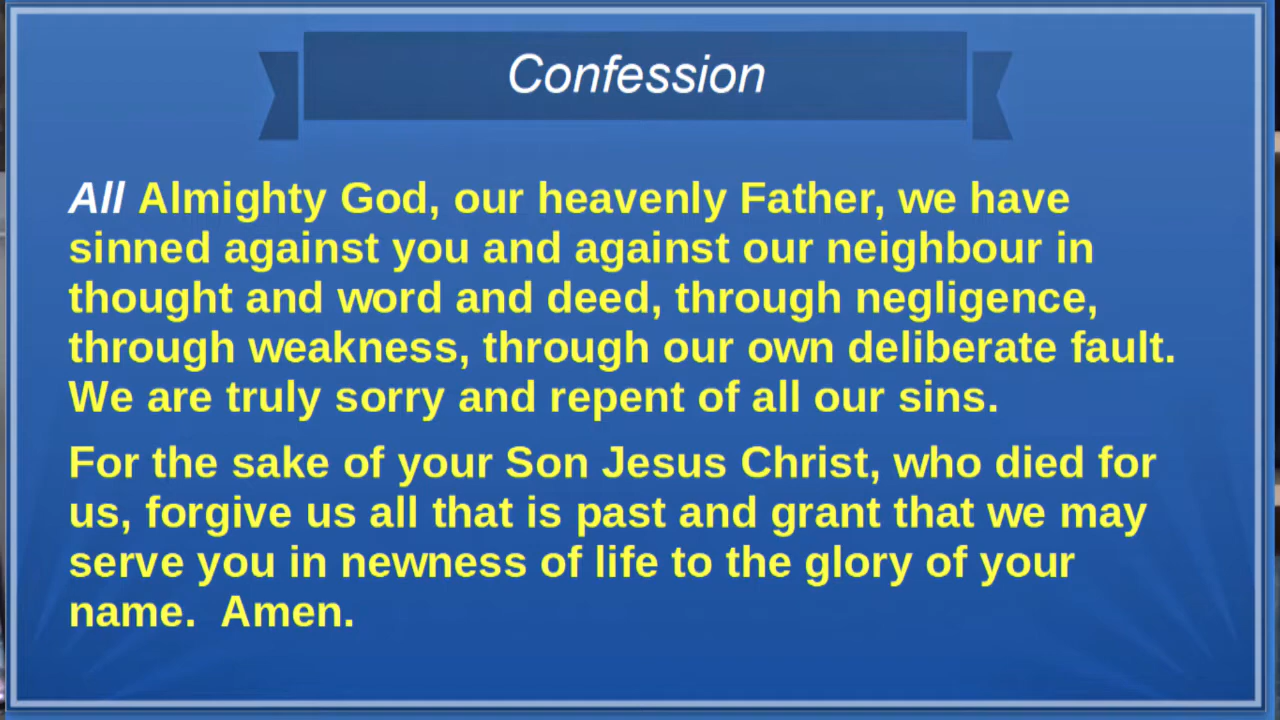 Confession
All Almighty God, our heavenly Father, we have
sinned against you and against our neighbour in
thought and word and deed, through negligence,
through weakness, through our own deliberate fault.
We are truly sorry and repent of all our sins.
For the sake of your Son Jesus Christ, who died for
us, forgive us all that is past and grant that we may
serve you in newness of life to the glory of your
name.  Amen.